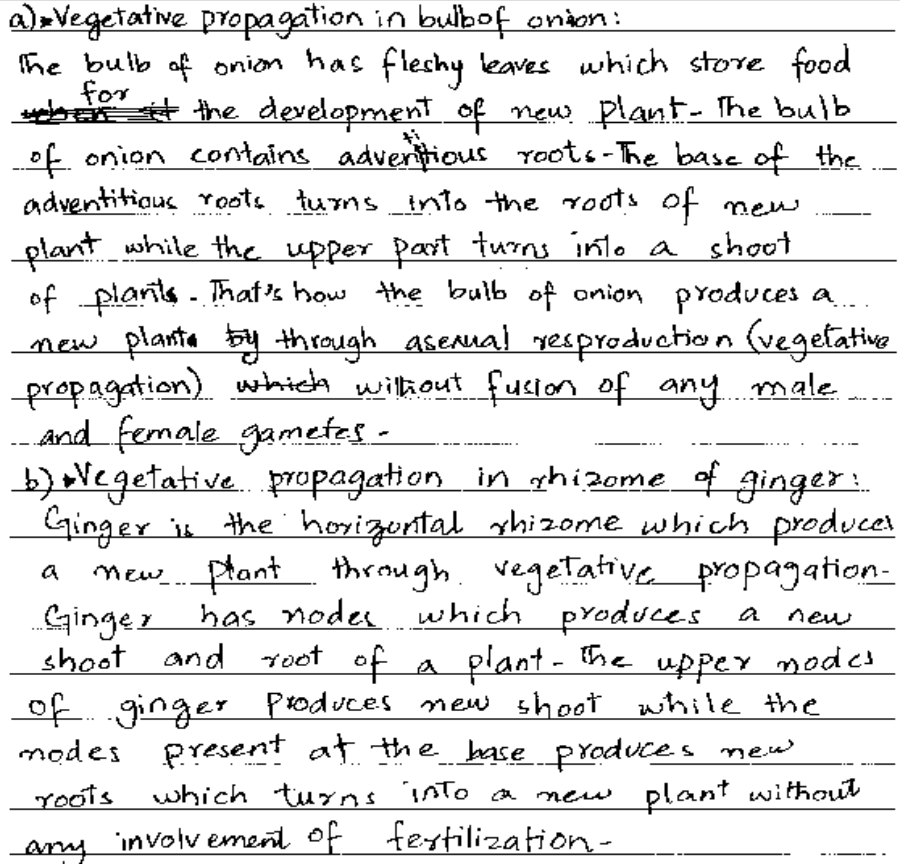 a) Vegetative propagation in bulb of onion:
The bulb of onion has fleshy leaves which store food
for the development of new plant. The bulb
of onion contains adventitious roots. The base of the
adventitious roots turns into the roots of new
plant while the upper part turns into a shoot
of plants. That's how the bulb of onion produces a
new plant through asexual resproduction (vegetative
propagation) without fusion of any male
and female gametes.
b) Vegetative propagation in rhizome of ginger:
Ginger is the horizontal rhizome which produces
a new plant through vegetative propagation.
Ginger has nodes which produces a new
shoot and root of a plant. The upper nodes
of ginger produces new shoot while the
nodes present at the base produces new
roots which turns into a new plant without
any involvement of fertilization.